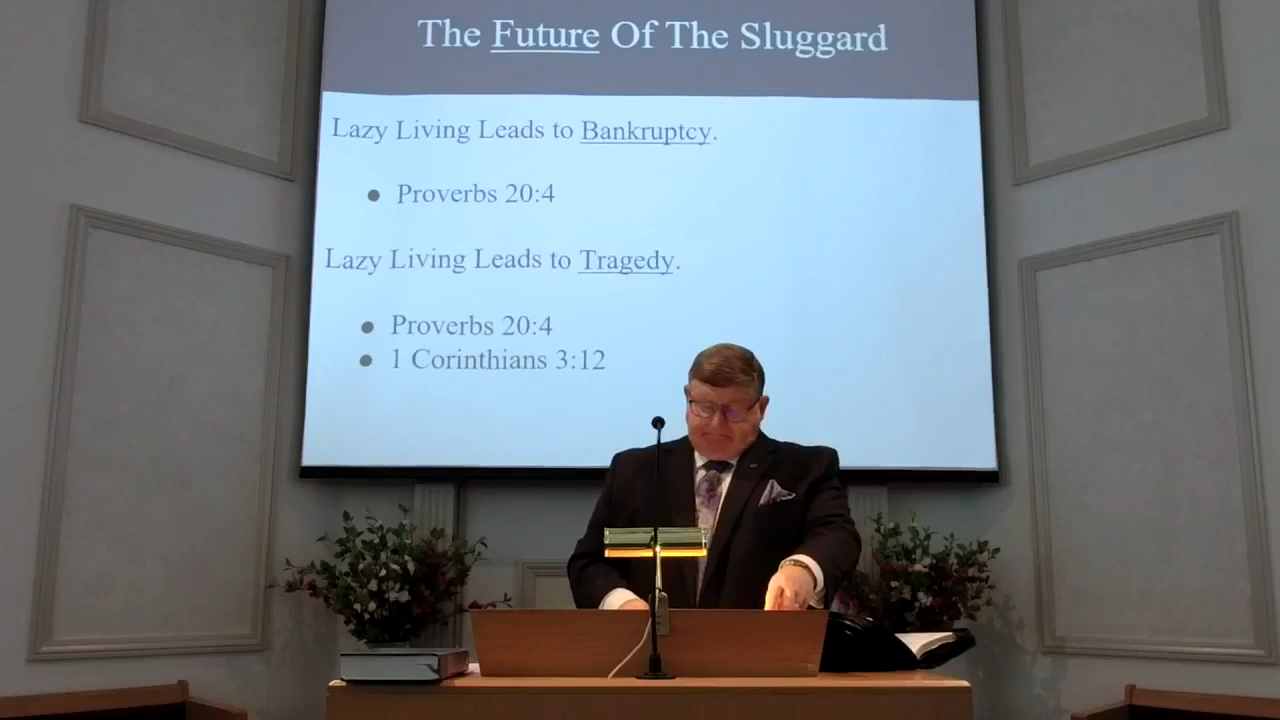 The Future Of The Sluggard
Lazy Living Leads to Bankruptcy.
● Proverbs 20:4
Lazy Living Leads to Tragedy.
● Proverbs 20:4
● 1 Corinthians 3:12